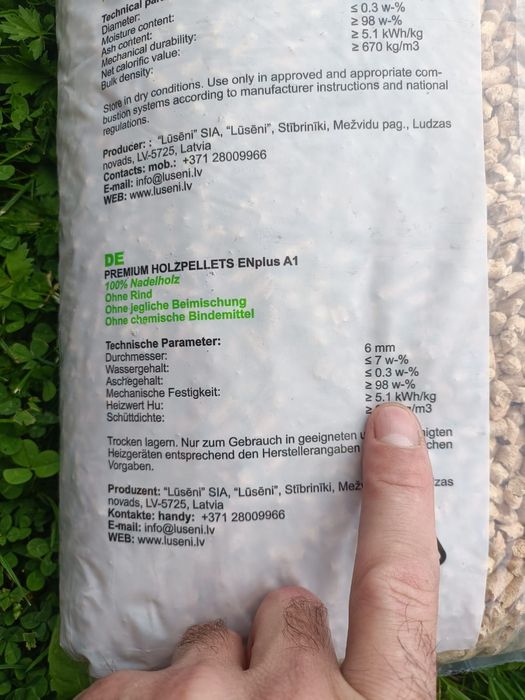 Technical
Diameter:
Moisture content:
Ash content: ≤ 0.3 w-%
Mechanical durability: ≥ 98 w-%
Net calorific value: ≥ 5.1 kWh/kg
Bulk density: ≥ 670 kg/m3
Store in dry conditions. Use only in approved and appropriate com-
bustion systems according to manufacturer instructions and national
regulations.
Producer: : “Lūsēni” SIA, “Lūsēni”, Stībrinīki, Mežvidu pag., Ludzas
novads, LV-5725, Latvia
Contacts: mob.: +371 28009966
E-mail: info@luseni.lv
WEB: www.luseni.lv
DE
PREMIUM HOLZPELLETS ENplus A1
100% Nadelholz
Ohne Rind
Ohne jegliche Beimischung
Ohne chemische Bindemittel
Technische Parameter:
Durchmesser: 6 mm
Wassergehalt: ≤ 7 w-%
Aschegehalt: ≤ 0.3 w-%
Mechanische Festigkeit: ≥ 98 w-%
Heizwert Hu: ≥ 5.1 kWh/kg
Schüttdichte: ≥ /m3
Trocken lagern. Nur zum Gebrauch in geeigneten
Heizgeräten entsprechend den Herstellerangaben
Vorgaben.
Produzent: “Lūsēni” SIA, “Lūsēni”, Stībrinīki,
novads, LV-5725, Latvia
Kontakte: handy: +371 28009966
E-mail: info@luseni.lv
WEB: www.luseni.lv